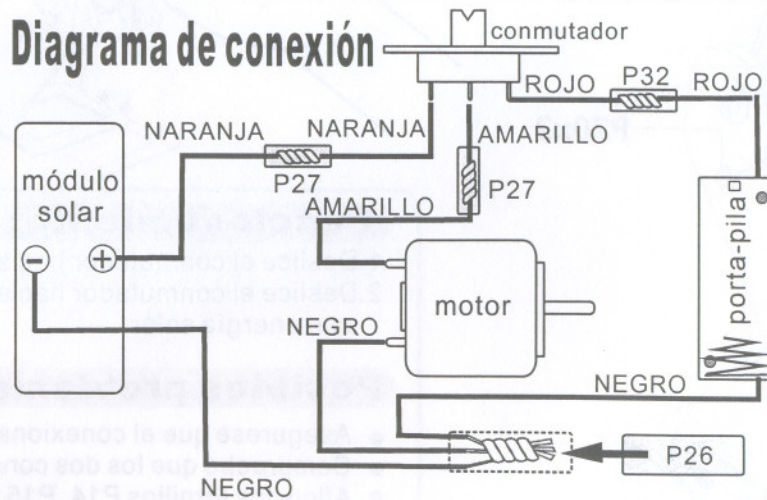 Diagrama de conexión
conmutador
ROJO
P32
ROJO
NARANJA
NARANJA
AMARILLO
P27
P27
AMARILLO
módulo
solar
porta-pila
motor
NEGRO
NEGRO
P26
NEGRO